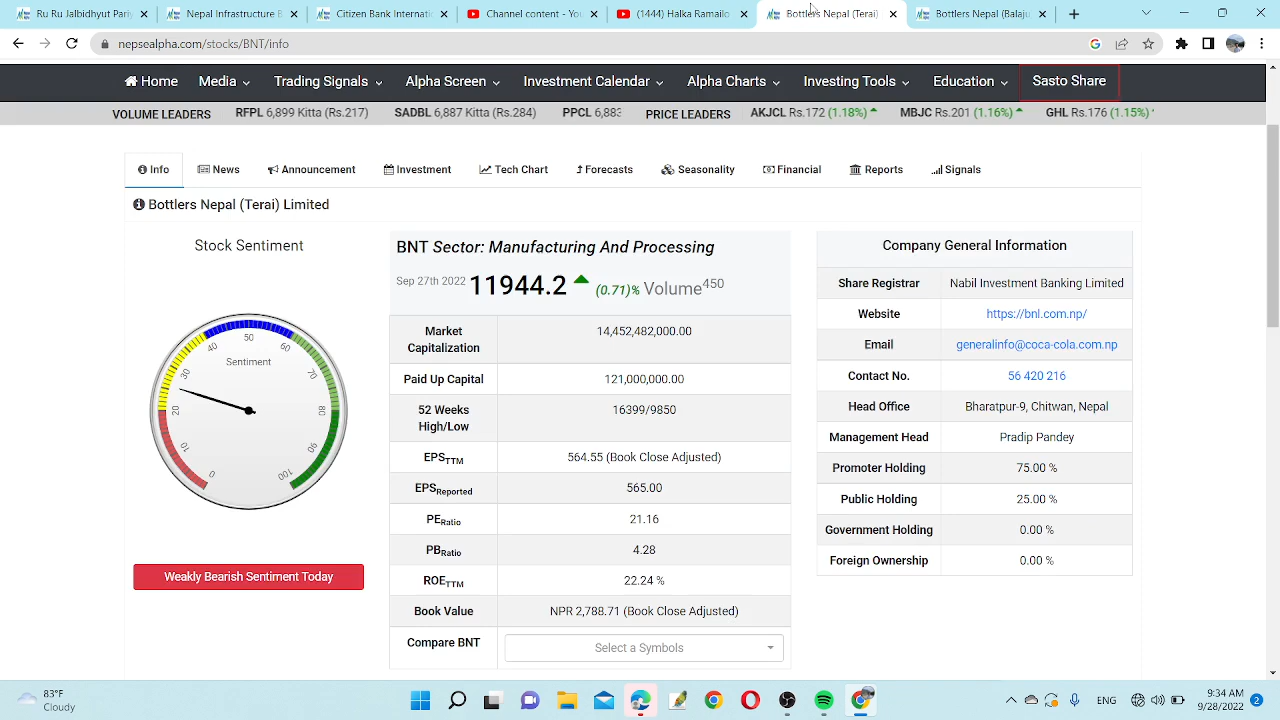 Ru Ru Jalbidhyut Pariy
Nepal Infrastructure B
Citizen Bank Internati
Channel content - You
(1444) Halka Ramalo
Bottlers Nepal (Terai)
Bottlers Nepal (Balaju
nepsealpha.com/stocks/BNT/info
Home
Media
Trading Signals
Alpha Screen
Investment Calendar
Alpha Charts
Investing Tools
Education
Sasto Share
VOLUME LEADERS
RFPL 6,899 Kitta (Rs.217)
SADBL 6,887 Kitta (Rs.284)
PPCL 6,883
PRICE LEADERS
AKJCL Rs.172 (1.18%)
MBJC Rs.201 (1.16%)
GHL Rs.176 (1.15%)
Info
News
Announcement
Investment
Tech Chart
Forecasts
Seasonality
Financial
Reports
Signals
Bottlers Nepal (Terai) Limited
Stock Sentiment
0
10
20
30
40
50
60
70
80
90
100
Sentiment
Weakly Bearish Sentiment Today
BNT Sector: Manufacturing And Processing
Sep 27th 2022 11944.2 (0.71)% Volume450
Market Capitalization 14,452,482,000.00
Paid Up Capital 121,000,000.00
52 Weeks High/Low 16399/9850
EPSTTM 564.55 (Book Close Adjusted)
EPSReported 565.00
PERatio 21.16
PBRatio 4.28
ROETTM 22.24 %
Book Value NPR 2,788.71 (Book Close Adjusted)
Compare BNT Select a Symbols
Company General Information
Share Registrar Nabil Investment Banking Limited
Website https://bnl.com.np/
Email generalinfo@coca-cola.com.np
Contact No. 56 420 216
Head Office Bharatpur-9, Chitwan, Nepal
Management Head Pradip Pandey
Promoter Holding 75.00 %
Public Holding 25.00 %
Government Holding 0.00 %
Foreign Ownership 0.00 %
83°F
Cloudy
ENG
9:34 AM
9/28/2022
2